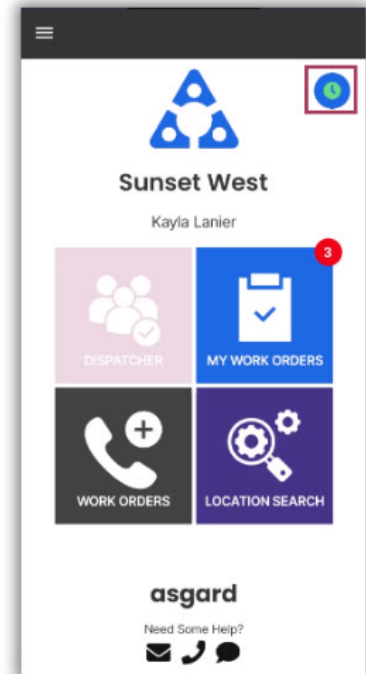 Sunset West
Kayla Lanier
3
DISPATCHER
MY WORK ORDERS
WORK ORDERS
LOCATION SEARCH
asgard
Need Some Help?